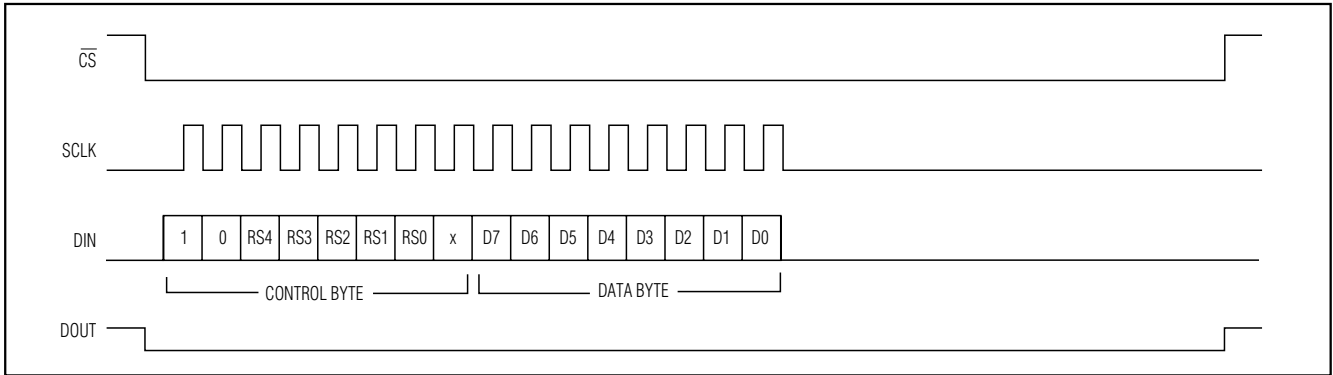 C̅S̅
SCLK
DIN 1 0 RS4 RS3 RS2 RS1 RS0 x D7 D6 D5 D4 D3 D2 D1 D0
CONTROL BYTE DATA BYTE
DOUT